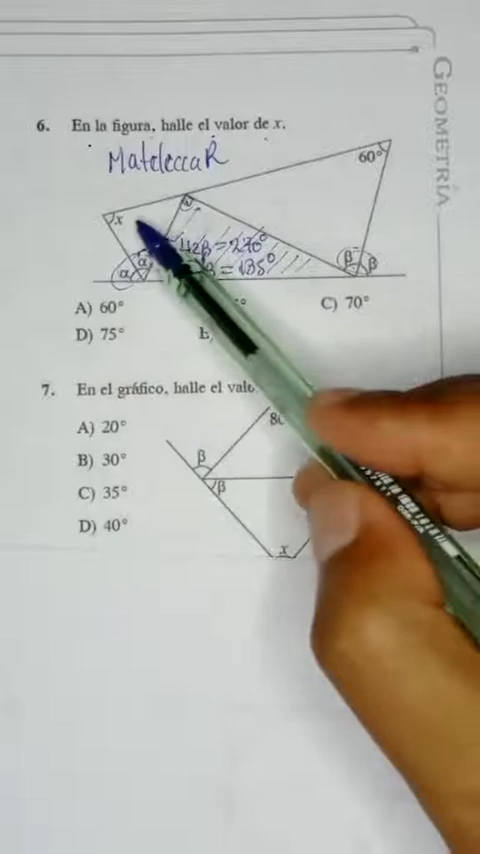 GEOMETRÍA
6. En la figura, halle el valor de x.
MateleccaR
60°
x
ω
α
α
+2β=270°
β=135°
β
β
A) 60°
C) 70°
D) 75°
7. En el gráfico, halle el valo
A) 20°
B) 30°
C) 35°
D) 40°
β
β
x